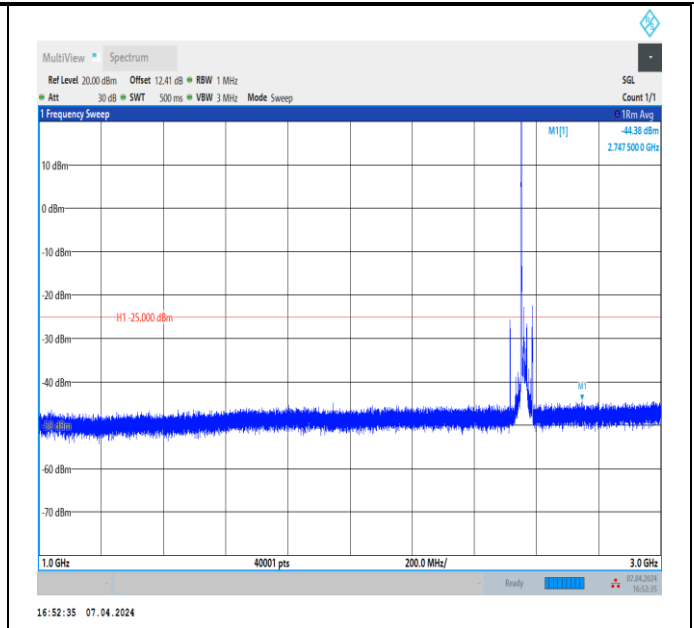 MultiView Spectrum
Ref Level 20.00 dBm Offset 12.41 dB RBW 1 MHz SGL
Att 30 dB SWT 500 ms VBW 3 MHz Mode Sweep Count 1/1
1 Frequency Sweep 1Rm Avg
M1[1] -44.38 dBm
2.747 500 0 GHz
10 dBm
0 dBm
-10 dBm
-20 dBm
H1 -25.000 dBm
-30 dBm
-40 dBm
M1
-50 dBm
-60 dBm
-70 dBm
1.0 GHz 40001 pts 200.0 MHz/ 3.0 GHz
Ready 07.04.2024
16:52:35
16:52:35 07.04.2024